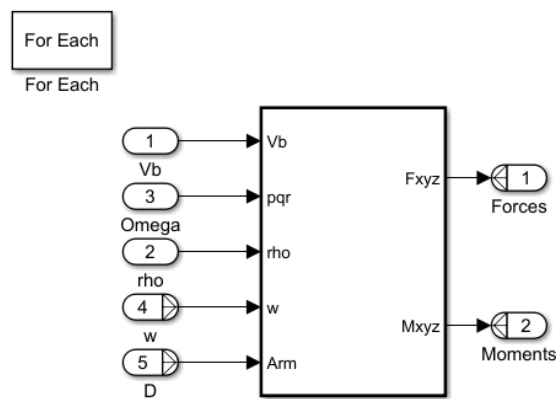 For Each
For Each
1
Vb
3
Omega
2
rho
4
w
5
D
Vb
pqr
rho
w
Arm
Fxyz
Mxyz
1
Forces
2
Moments